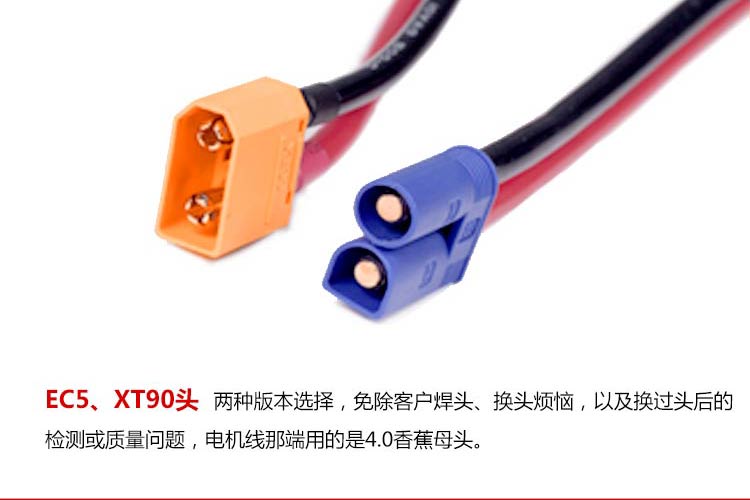 EC5、XT90头 两种版本选择，免除客户焊头、换头烦恼，以及换过头后的
检测或质量问题，电机线那端用的是4.0香蕉母头。